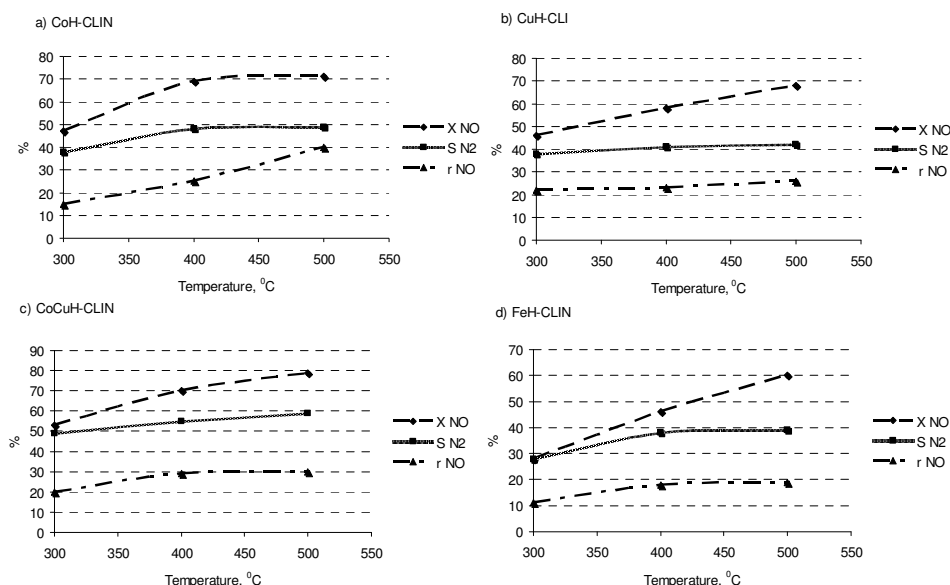 a) CoH-CLIN
80
70
60
50
40
30
20
10
0
%
300 350 400 450 500 550
Temperature, ⁰C
X NO
S N2
r NO
b) CuH-CLI
80
70
60
50
40
30
20
10
0
%
300 350 400 450 500 550
Temperature, ⁰C
X NO
S N2
r NO
c) CoCuH-CLIN
90
80
70
60
50
40
30
20
10
0
%
300 350 400 450 500 550
Temperature, ⁰C
X NO
S N2
r NO
d) FeH-CLIN
70
60
50
40
30
20
10
0
%
300 350 400 450 500 550
Temperature, ⁰C
X NO
S N2
r NO